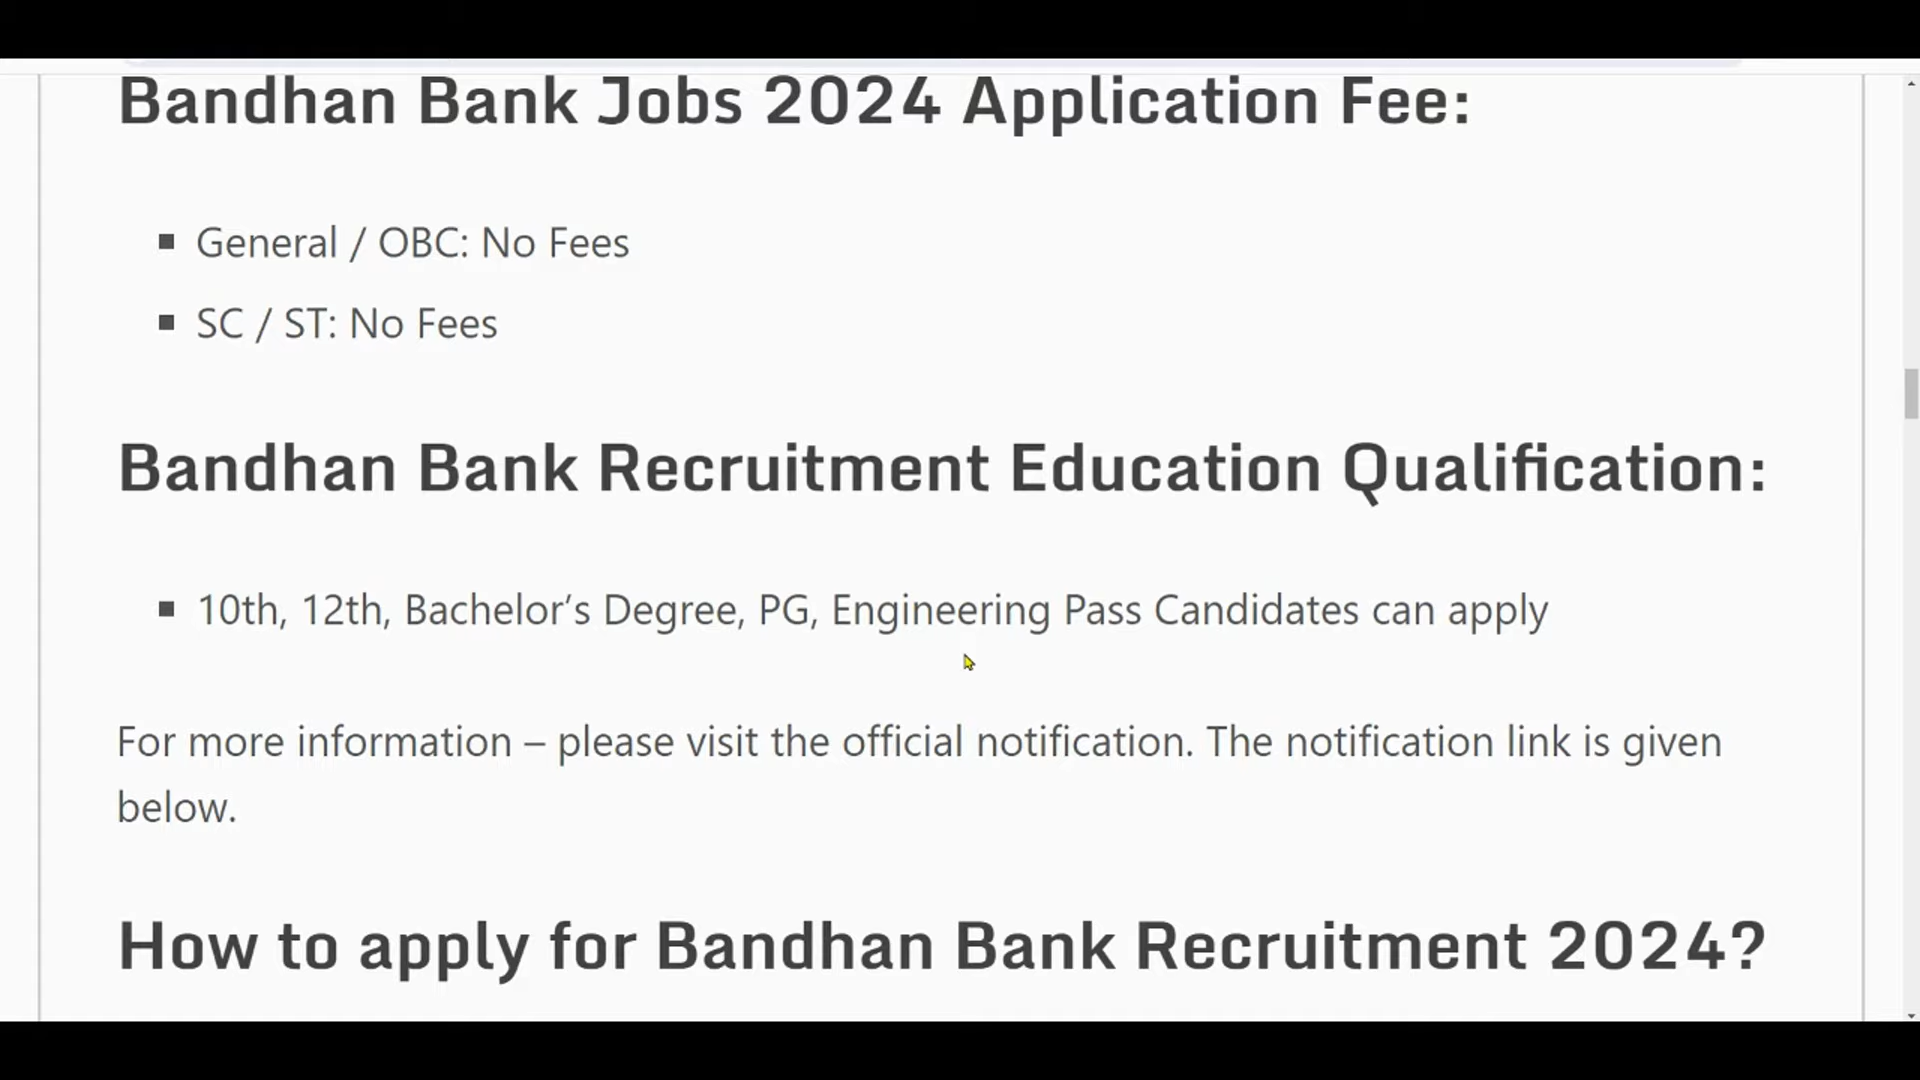 Bandhan Bank Jobs 2024 Application Fee:
General / OBC: No Fees
SC / ST: No Fees
Bandhan Bank Recruitment Education Qualification:
10th, 12th, Bachelor’s Degree, PG, Engineering Pass Candidates can apply
For more information – please visit the official notification. The notification link is given
below.
How to apply for Bandhan Bank Recruitment 2024?